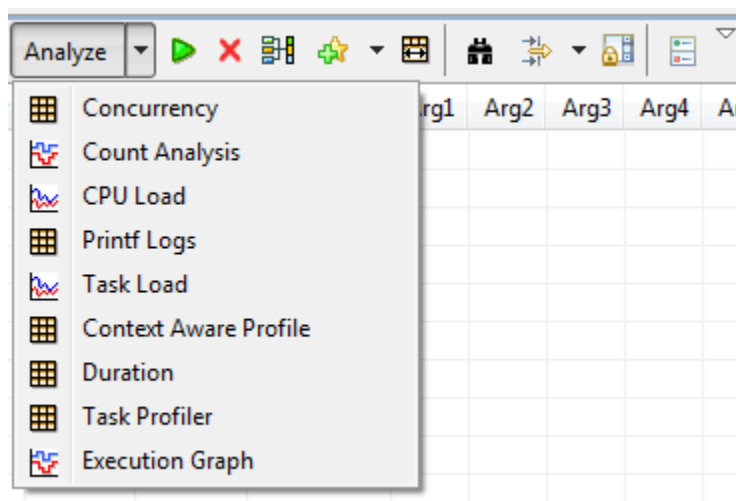 Analyze
Arg1 Arg2 Arg3 Arg4
Concurrency
Count Analysis
CPU Load
Printf Logs
Task Load
Context Aware Profile
Duration
Task Profiler
Execution Graph